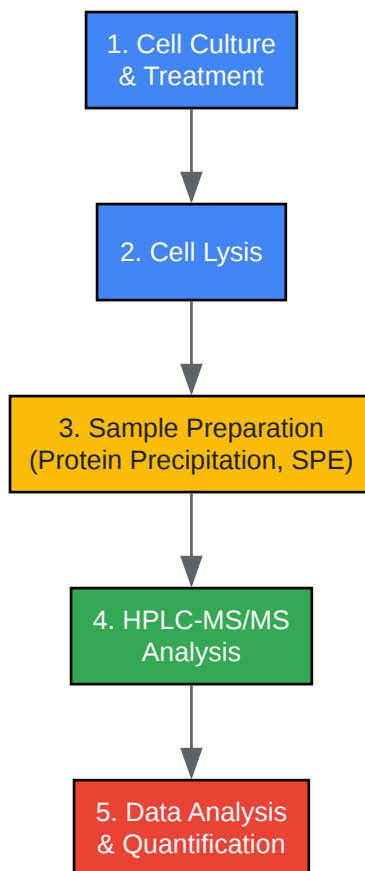 1. Cell Culture
& Treatment
2. Cell Lysis
3. Sample Preparation
(Protein Precipitation, SPE)
4. HPLC-MS/MS
Analysis
5. Data Analysis
& Quantification